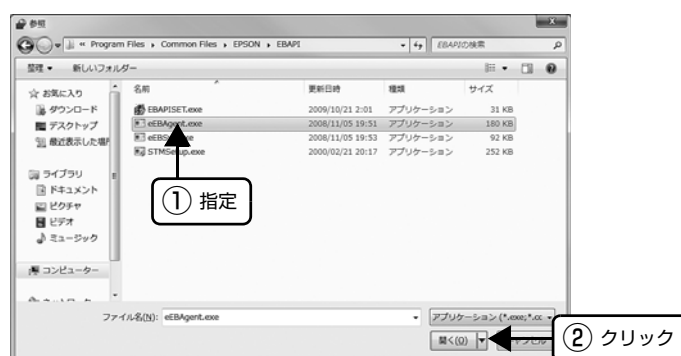 参照
« Program Files ▸ Common Files ▸ EPSON ▸ EBAPI
EBAPIの検索
整理 ▼ 新しいフォルダー
お気に入り
ダウンロード
デスクトップ
最近表示した場所
ライブラリ
ドキュメント
ピクチャ
ビデオ
ミュージック
コンピューター
名前 更新日時 種類 サイズ
EBAPISET.exe 2009/10/21 2:01 アプリケーション 31 KB
eEBAgent.exe 2008/11/05 19:51 アプリケーション 180 KB
2008/11/05 19:53 アプリケーション 92 KB
STMSetup.exe 2000/02/21 20:17 アプリケーション 252 KB
① 指定
ファイル名(N): eEBAgent.exe
アプリケーション (*.exe;*.cc
開く(O)
② クリック